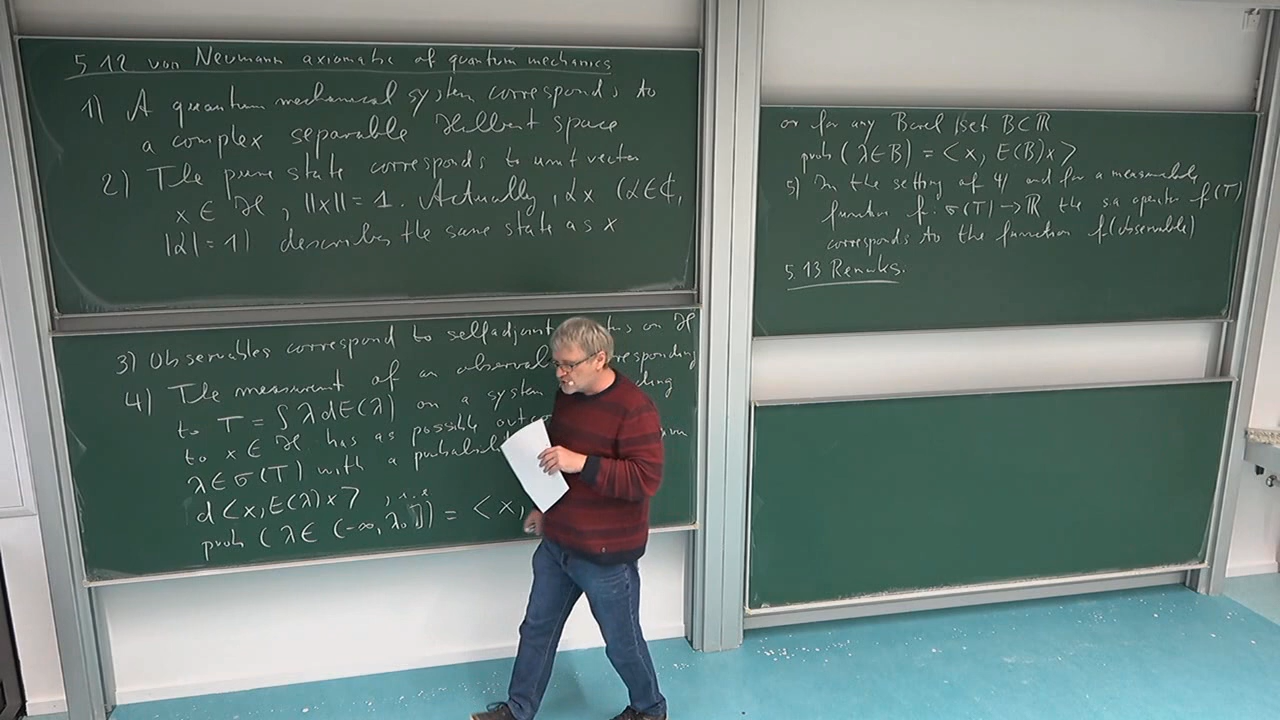 5.12 von Neumann axiomatic of quantum mechanics
1) A quantum mechanical system corresponds to
a complex separable Hilbert space
2) The pure state corresponds to unit vector
x ∈ ℋ, ||x|| = 1. Actually, αx (α ∈ ℂ,
|α| = 1) describes the same state as x
3) Observables correspond to selfadjoint on ℋ
4) The measurment of an
to T = ∫ λ dE(λ) on a system
to x ∈ ℋ has as possible
λ ∈ σ(T) with a
d<x, E(λ)x>, i.e.
prob (λ ∈ (-∞, λ₀]) = <x,
or for any Borel set B ⊂ ℝ
prob (λ ∈ B) = <x, E(B)x>
5) In the setting of 4) and for a measurable
function f: σ(T) → ℝ the s.a. operator f(T)
corresponds to the function f(observable)
5.13 Remarks.